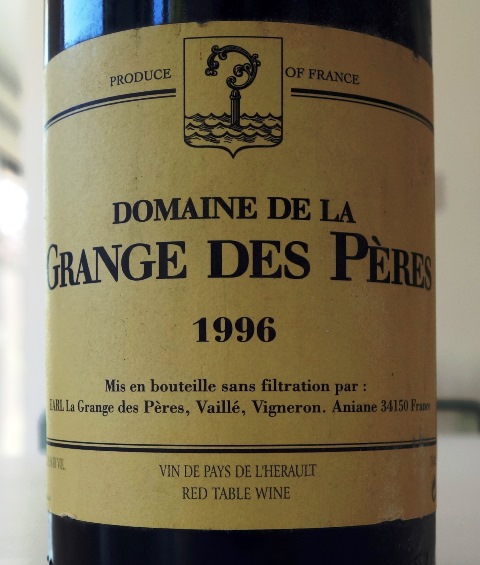 PRODUCE OF FRANCE
DOMAINE DE LA
GRANGE DES PÈRES
1996
Mis en bouteille sans filtration par :
EARL La Grange des Pères, Vaillé, Vigneron. Aniane 34150 France
VIN DE PAYS DE L'HERAULT
RED TABLE WINE